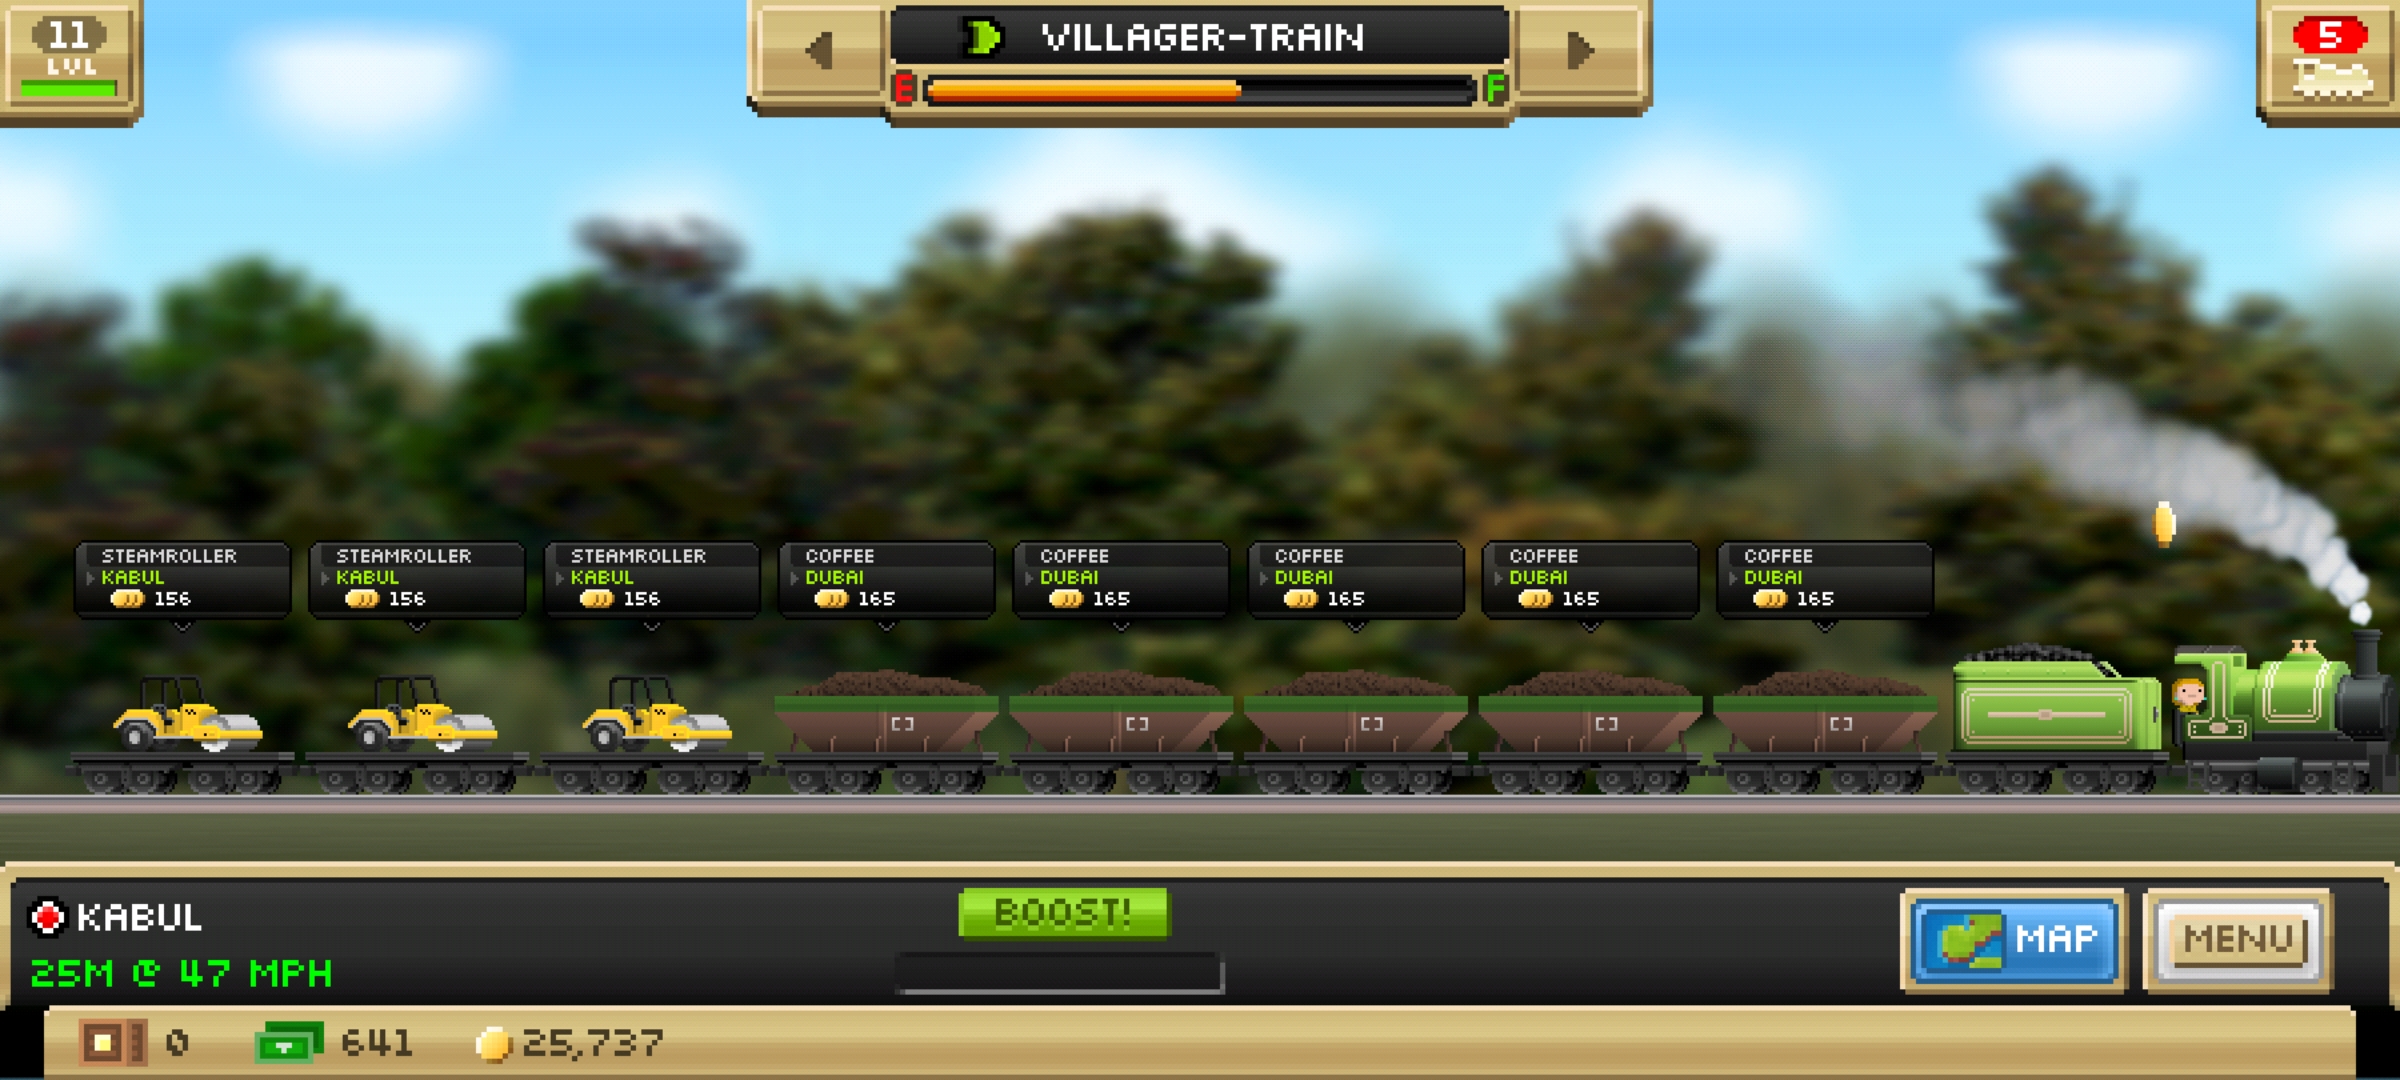 11
LVL
VILLAGER-TRAIN
E F
5
STEAMROLLER
KABUL
156
STEAMROLLER
KABUL
156
STEAMROLLER
KABUL
156
COFFEE
DUBAI
165
COFFEE
DUBAI
165
COFFEE
DUBAI
165
COFFEE
DUBAI
165
COFFEE
DUBAI
165
KABUL
25M @ 47 MPH
BOOST!
MAP
MENU
0
641
25,737